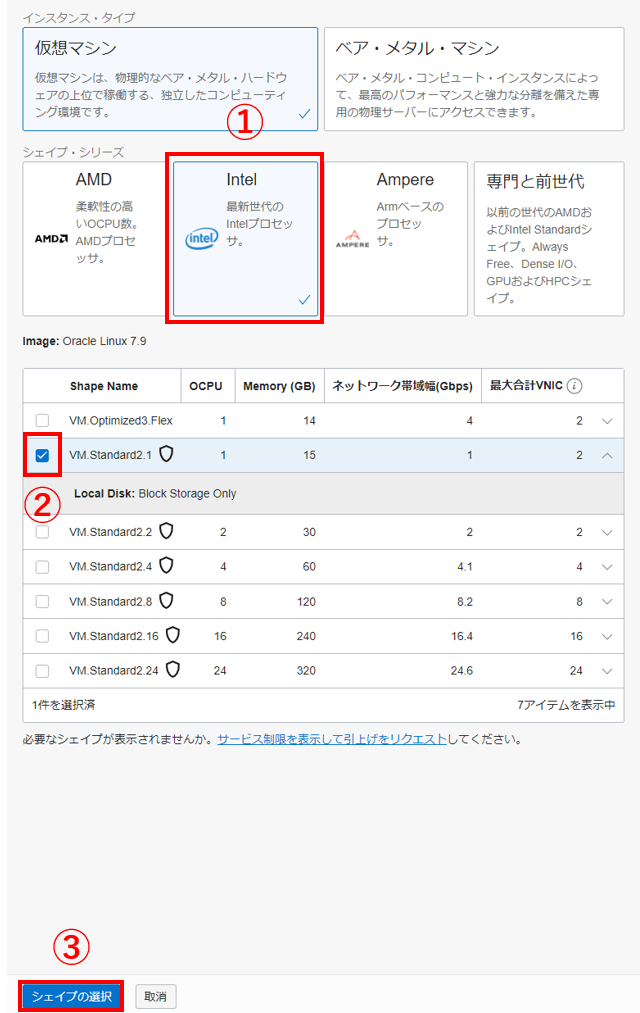 インスタンス・タイプ
仮想マシン
仮想マシンは、物理的なベア・メタル・ハードウ
ェアの上位で稼働する、独立したコンピューティ
ング環境です。
ベア・メタル・マシン
ベア・メタル・コンピュート・インスタンスによっ
て、最高のパフォーマンスと強力な分離を備えた専
用の物理サーバーにアクセスできます。
①
シェイプ・シリーズ
AMD
柔軟性の高
いOCPU数。
AMDプロセ
ッサ。
AMD
Intel
最新世代の
Intelプロセッ
サ。
intel
Ampere
Armベースの
プロセッ
サ。
AMPERE
専門と前世代
以前の世代のAMDお
よびIntel Standardシ
ェイプ。Always
Free、Dense I/O、
GPUおよびHPCシェ
イプ。
Image: Oracle Linux 7.9
Shape Name OCPU Memory (GB) ネットワーク帯域幅(Gbps) 最大合計VNIC i
VM.Optimized3.Flex 1 14 4 2
VM.Standard2.1 1 15 1 2
Local Disk: Block Storage Only
②
VM.Standard2.2 2 30 2 2
VM.Standard2.4 4 60 4.1 4
VM.Standard2.8 8 120 8.2 8
VM.Standard2.16 16 240 16.4 16
VM.Standard2.24 24 320 24.6 24
1件を選択済 7アイテムを表示中
必要なシェイプが表示されませんか。サービス制限を表示して引上げをリクエストしてください。
③
シェイプの選択 取消